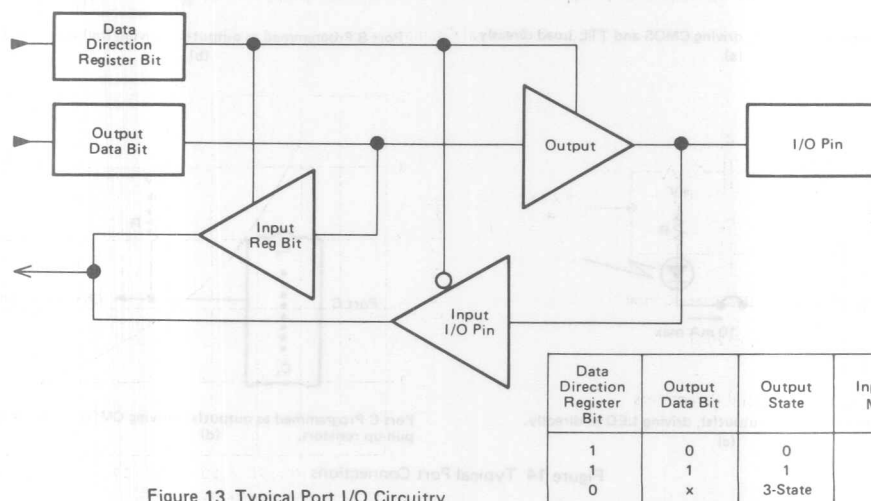 Data
Direction
Register Bit
Output
Data Bit
Output
I/O Pin
Input
Reg Bit
Input
I/O Pin
Data
Direction
Register
Bit
Output
Data Bit
Output
State
1 0 0
1 1 1
0 x 3-State
Figure 13 Typical Port I/O Circuitry